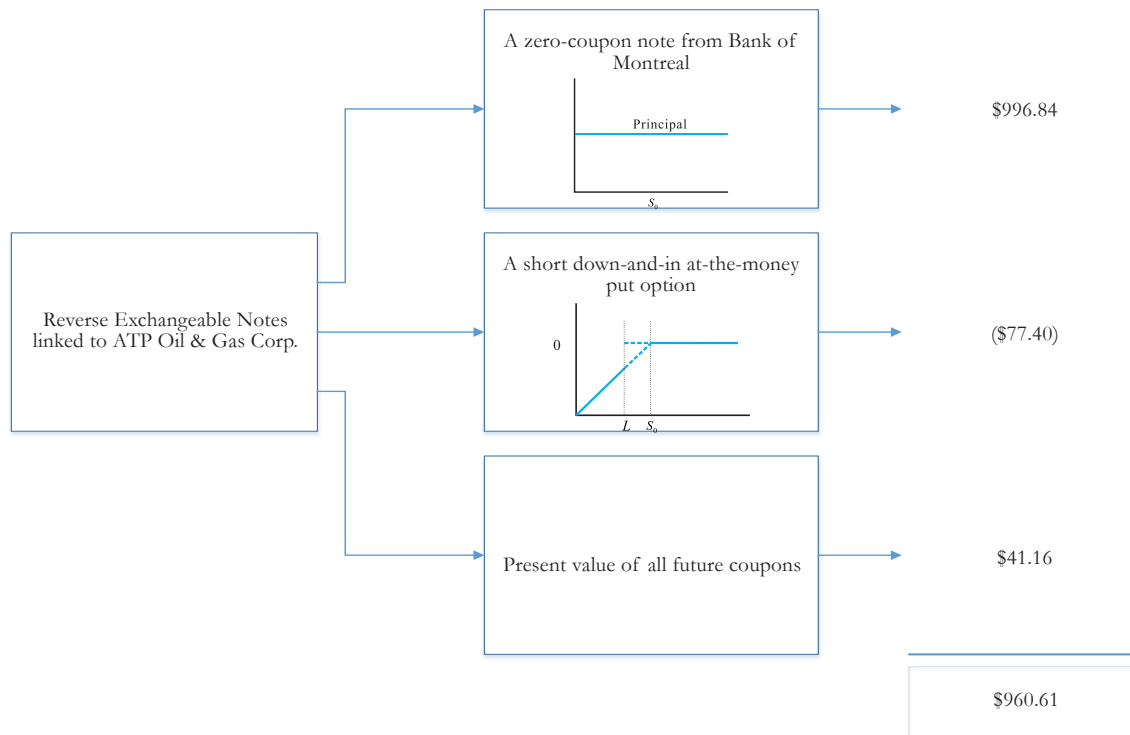 A zero-coupon note from Bank of
Montreal
Principal
S₀
$996.84
Reverse Exchangeable Notes
linked to ATP Oil & Gas Corp.
A short down-and-in at-the-money
put option
0
L S₀
($77.40)
Present value of all future coupons
$41.16
$960.61